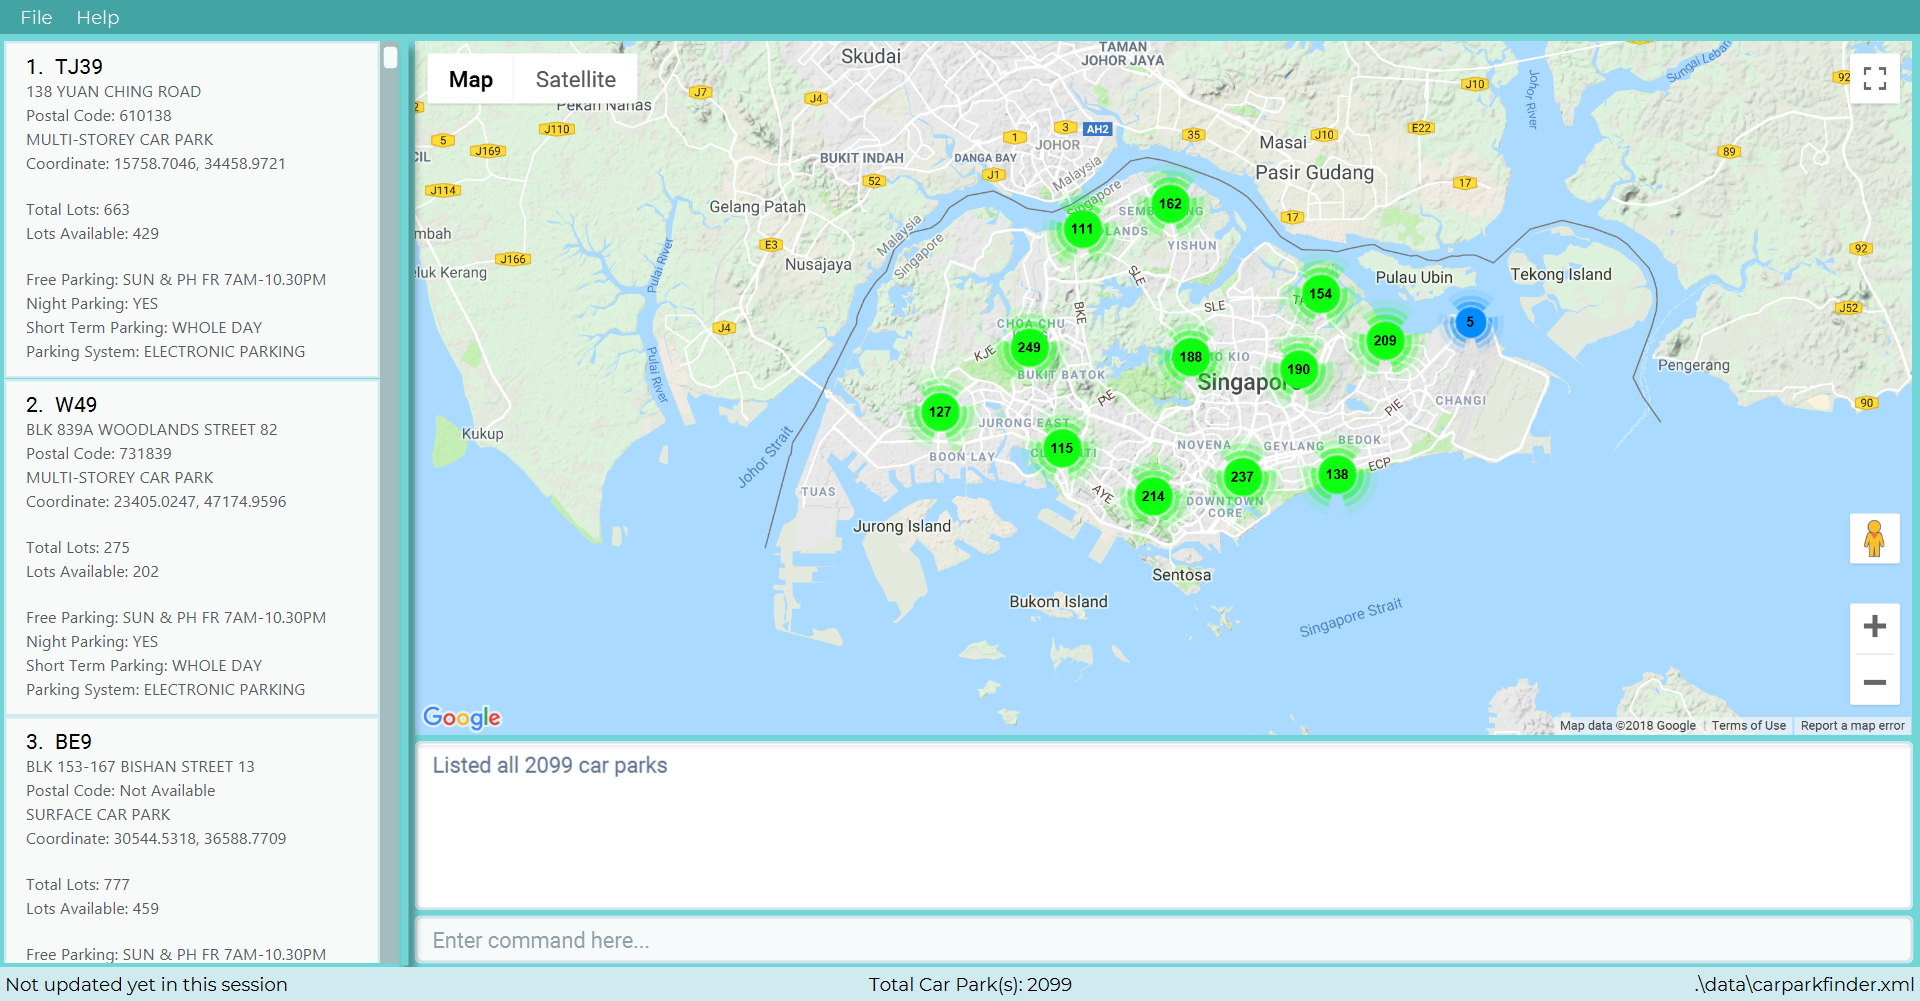 File Help
1. TJ39
138 YUAN CHING ROAD
Postal Code: 610138
MULTI-STOREY CAR PARK
Coordinate: 15758.7046, 34458.9721
Total Lots: 663
Lots Available: 429
Free Parking: SUN & PH FR 7AM-10.30PM
Night Parking: YES
Short Term Parking: WHOLE DAY
Parking System: ELECTRONIC PARKING
2. W49
BLK 839A WOODLANDS STREET 82
Postal Code: 731839
MULTI-STOREY CAR PARK
Coordinate: 23405.0247, 47174.9596
Total Lots: 275
Lots Available: 202
Free Parking: SUN & PH FR 7AM-10.30PM
Night Parking: YES
Short Term Parking: WHOLE DAY
Parking System: ELECTRONIC PARKING
3. BE9
BLK 153-167 BISHAN STREET 13
Postal Code: Not Available
SURFACE CAR PARK
Coordinate: 30544.5318, 36588.7709
Total Lots: 777
Lots Available: 459
Free Parking: SUN & PH FR 7AM-10.30PM
Map Satellite
Skudai
TAMAN
JOHOR JAYA
Sungai Lebam
Johor River
Pekan Nanas
J7
J4
J10
92
J110
5
J169
1
3
AH2
35
J10
E22
89
JOHOR
Masai
BUKIT INDAH
DANGA BAY
Malaysia
Singapore
Pasir Gudang
J114
52
J1
17
Gelang Patah
162
111
17
YISHUN
LANDS
Malaysia
Singapore
E3
J166
Nusajaya
Pulai River
92
SLE
Pulau Ubin
Tekong Island
154
J52
BKE
SLE
5
J4
CHOA CHU
249
KJE
188
MO KIO
190
209
Singapore
Pulai River
BUKIT BATOK
PIE
Pengerang
90
127
CHANGI
PIE
Kukup
JURONG EAST
115
NOVENA
GEYLANG
BEDOK
BOON LAY
Johor Strait
ECP
138
237
214
AYE
TUAS
DOWNTOWN
CORE
Jurong Island
Sentosa
Bukom Island
Singapore Strait
Google
Map data ©2018 Google
Terms of Use
Report a map error
Listed all 2099 car parks
Enter command here...
Not updated yet in this session
Total Car Park(s): 2099
.\data\carparkfinder.xml